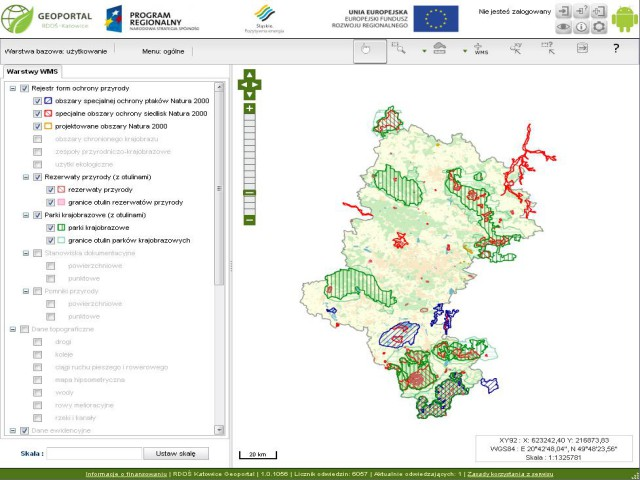 GEOPORTAL
RDOŚ - Katowice
PROGRAM
REGIONALNY
NARODOWA STRATEGIA SPÓJNOŚCI
Śląskie.
Pozytywna energia
UNIA EUROPEJSKA
EUROPEJSKI FUNDUSZ
ROZWOJU REGIONALNEGO
Nie jesteś zalogowany
Warstwa bazowa: użytkowanie
Menu: ogólne
WMS
XY?
?
Warstwy WMS
Rejestr form ochrony przyrody
obszary specjalnej ochrony ptaków Natura 2000
specjalne obszary ochrony siedlisk Natura 2000
projektowane obszary Natura 2000
obszary chronionego krajobrazu
zespoły przyrodniczo-krajobrazowe
użytki ekologiczne
Rezerwaty przyrody (z otulinami)
rezerwaty przyrody
granice otulin rezerwatów przyrody
Parki krajobrazowe (z otulinami)
parki krajobrazowe
granice otulin parków krajobrazowych
Stanowiska dokumentacyjne
powierzchniowe
punktowe
Pomniki przyrody
powierzchniowe
punktowe
Dane topograficzne
drogi
koleje
ciągi ruchu pieszego i rowerowego
mapa hipsometryczna
wody
rowy melioracyjne
rzeki i kanały
Dane ewidencyjne
Skala :
Ustaw skalę
20 km
XY92 : X: 623242,40 Y: 216873,63
WGS84 : E 20°42'48,04", N 49°48'23,56"
Skala : 1:1325781
Informacja o finansowaniu | RDOŚ Katowice Geoportal | 1.0.1056 | Licznik odwiedzin: 6057 | Aktualnie odwiedzających: 1 | Zasady korzystania z serwisu